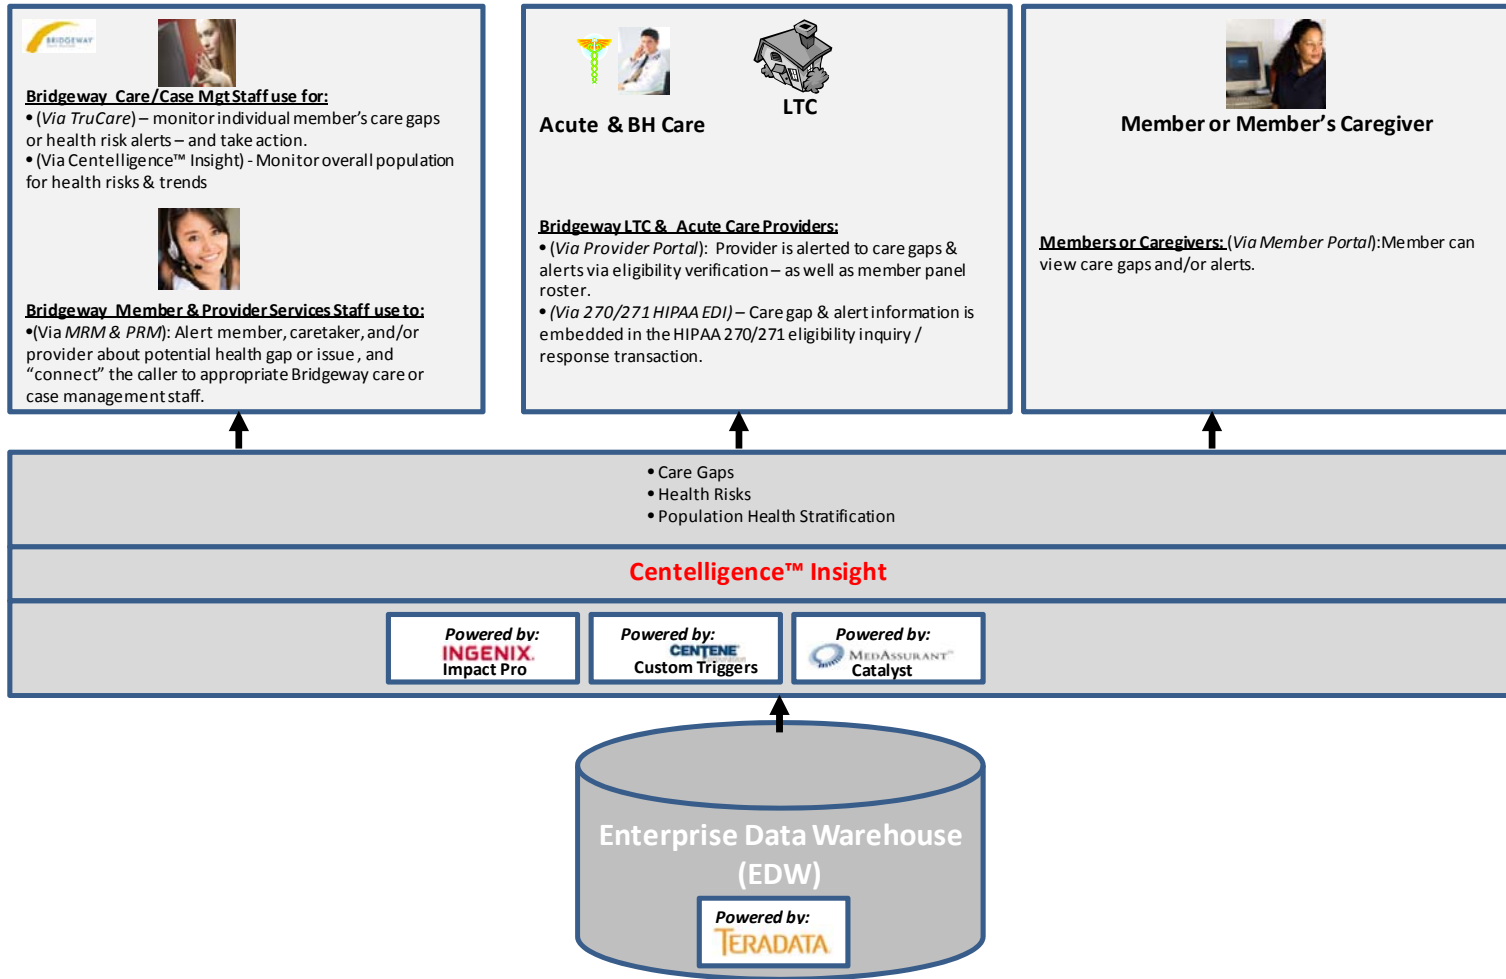 BRIDGEWAY
Bridgeway Care/Case Mgt Staff use for:
• (Via TruCare) – monitor individual member's care gaps
or health risk alerts – and take action.
• (Via Centelligence™ Insight) - Monitor overall population
for health risks & trends
Bridgeway Member & Provider Services Staff use to:
•(Via MRM & PRM): Alert member, caretaker, and/or
provider about potential health gap or issue , and
“connect” the caller to appropriate Bridgeway care or
case management staff.
Acute & BH Care
LTC
Bridgeway LTC & Acute Care Providers:
• (Via Provider Portal): Provider is alerted to care gaps &
alerts via eligibility verification – as well as member panel
roster.
• (Via 270/271 HIPAA EDI) – Care gap & alert information is
embedded in the HIPAA 270/271 eligibility inquiry /
response transaction.
Member or Member's Caregiver
Members or Caregivers: (Via Member Portal):Member can
view care gaps and/or alerts.
• Care Gaps
• Health Risks
• Population Health Stratification
Centelligence™ Insight
Powered by:
INGENIX.
Impact Pro
Powered by:
CENTENE
Custom Triggers
Powered by:
MEDASSURANT™
Catalyst
Enterprise Data Warehouse
(EDW)
Powered by:
TERADATA